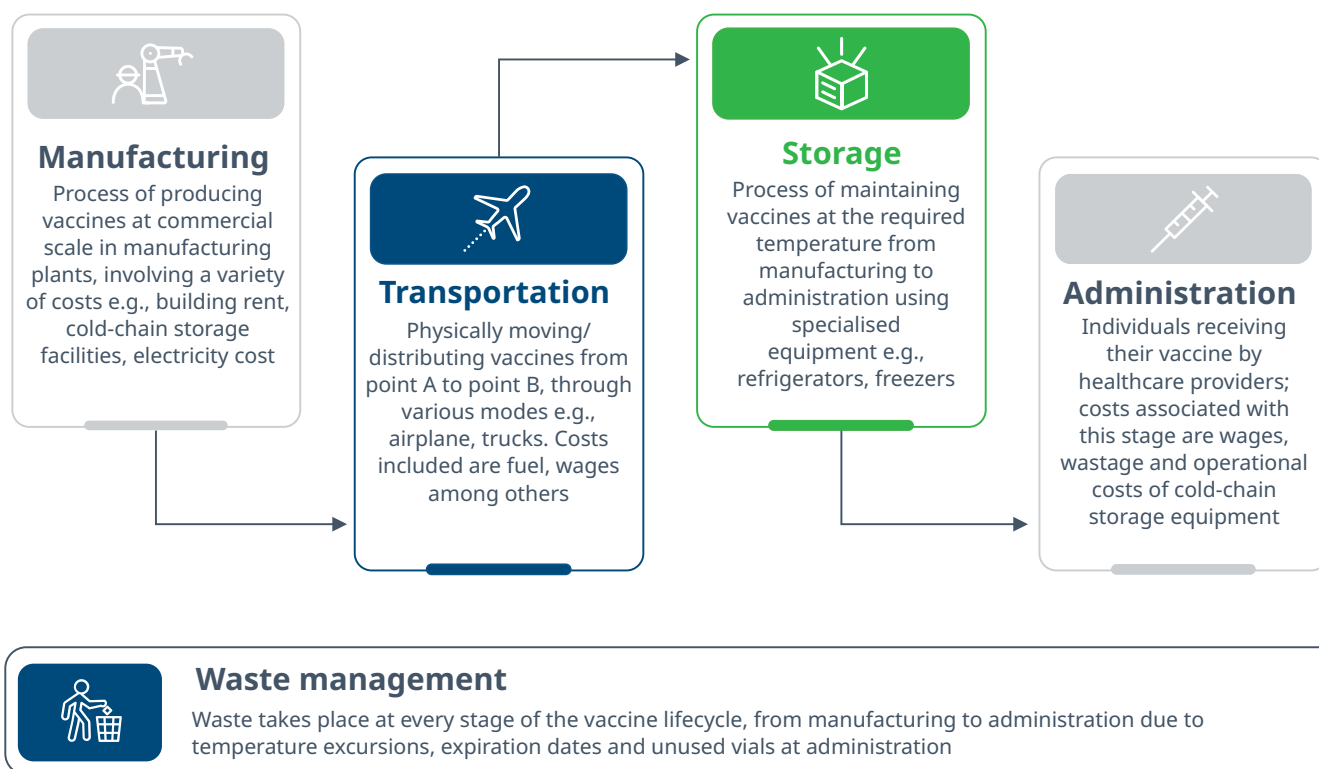 Manufacturing
Process of producing
vaccines at commercial
scale in manufacturing
plants, involving a variety
of costs e.g., building rent,
cold-chain storage
facilities, electricity cost
Transportation
Physically moving/
distributing vaccines from
point A to point B, through
various modes e.g.,
airplane, trucks. Costs
included are fuel, wages
among others
Storage
Process of maintaining
vaccines at the required
temperature from
manufacturing to
administration using
specialised
equipment e.g.,
refrigerators, freezers
Administration
Individuals receiving
their vaccine by
healthcare providers;
costs associated with
this stage are wages,
wastage and operational
costs of cold-chain
storage equipment
Waste management
Waste takes place at every stage of the vaccine lifecycle, from manufacturing to administration due to
temperature excursions, expiration dates and unused vials at administration